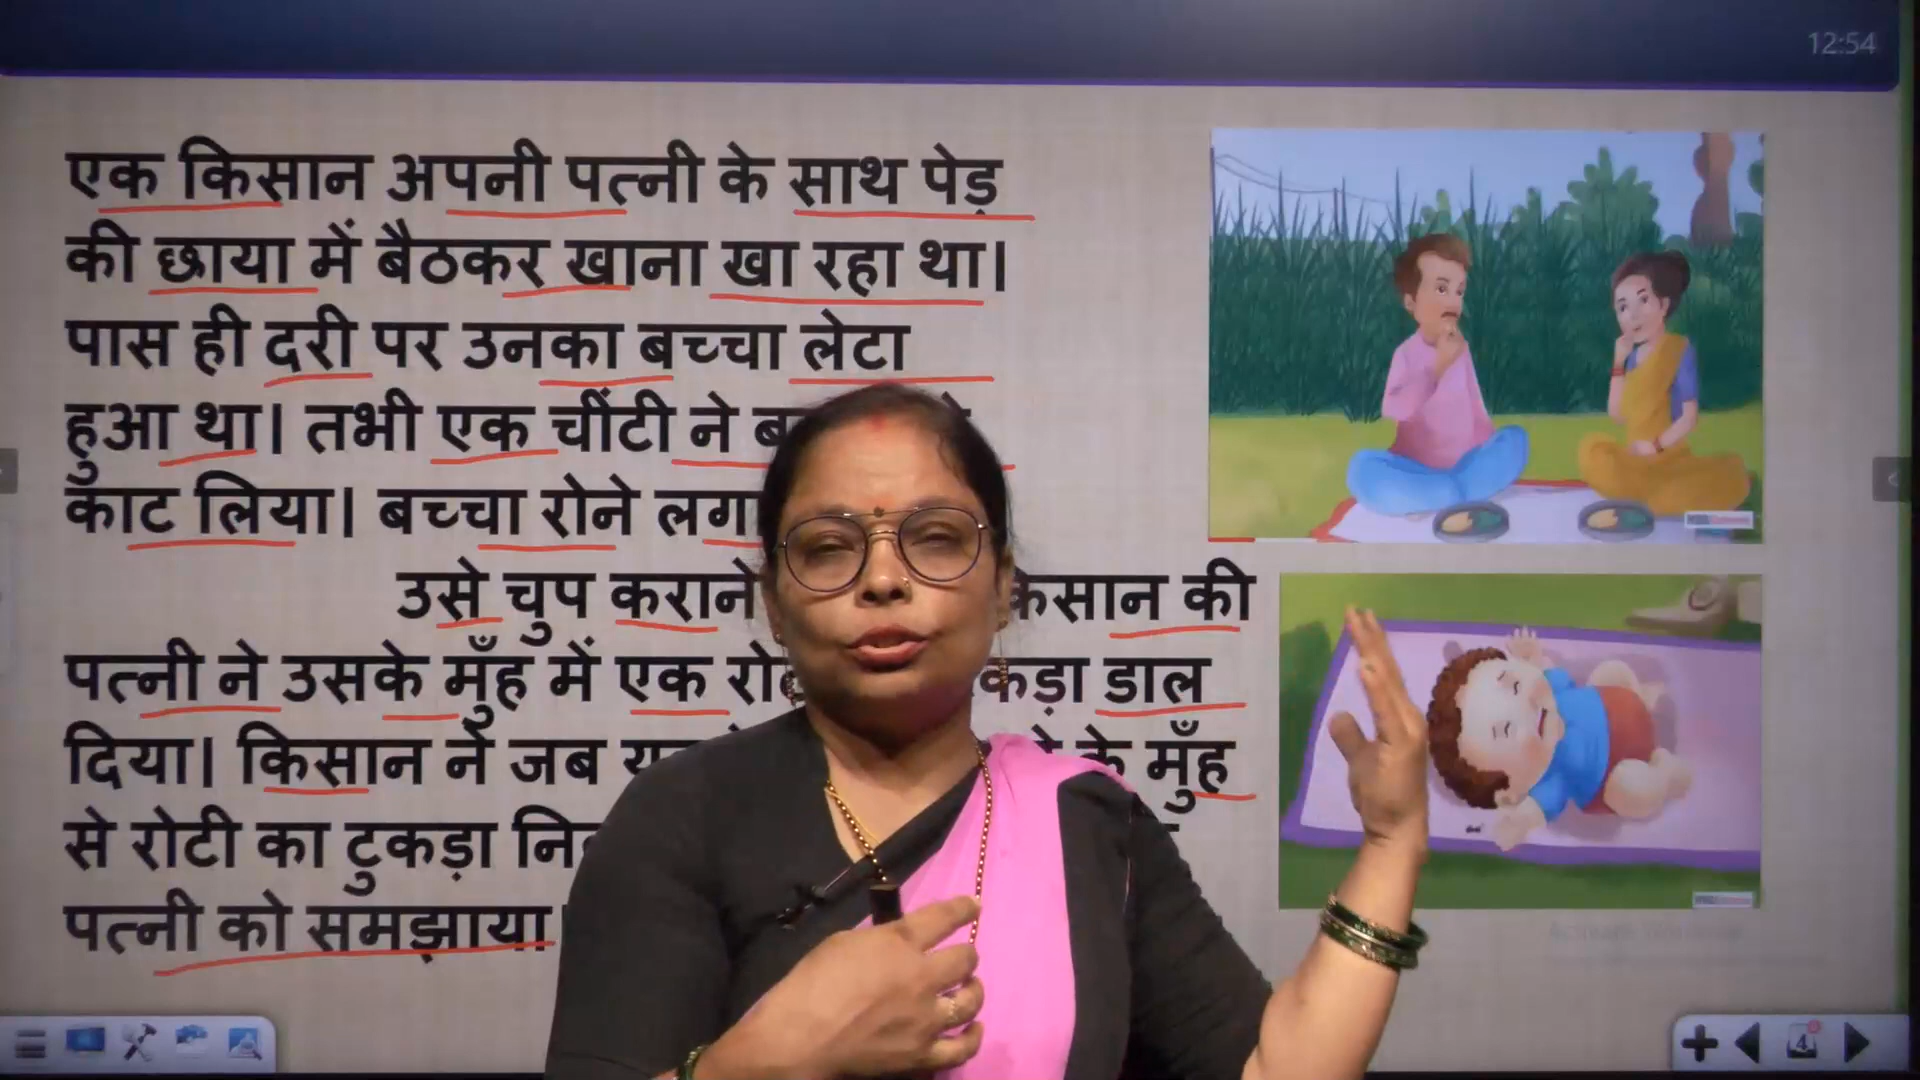 12:54
एक किसान अपनी पत्नी के साथ पेड़
की छाया में बैठकर खाना खा रहा था।
पास ही दरी पर उनका बच्चा लेटा
हुआ था। तभी एक चींटी ने
काट लिया। बच्चा रोने
उसे चुप कराने किसान की
पत्नी ने उसके मुँह में एक डाल
दिया। किसान ने जब के मुँह
से रोटी का टुकड़ा
पत्नी को समझाया
4